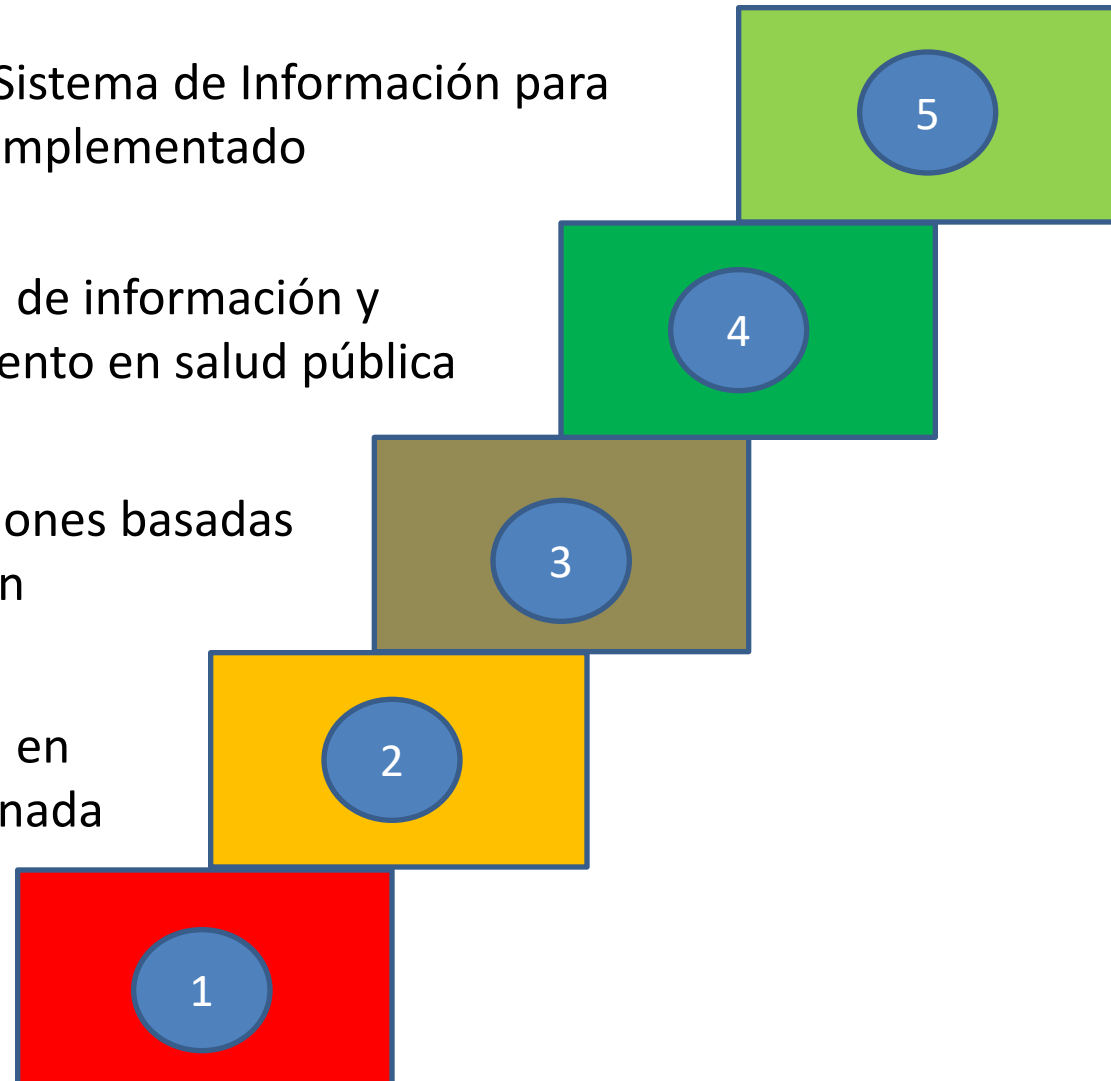 Sistema de Información para
mplementado
5
de información y
ento en salud pública
4
ones basadas
n
3
en
nada
2
1